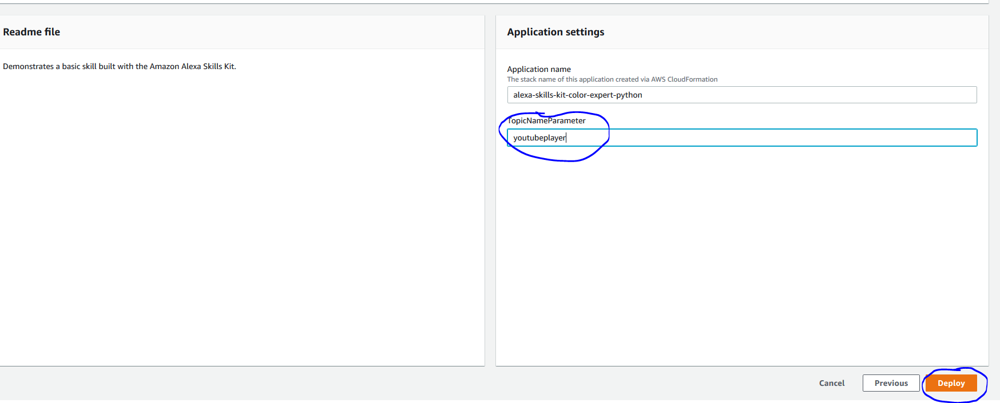 Readme file
Demonstrates a basic skill built with the Amazon Alexa Skills Kit.
Application settings
Application name
The stack name of this application created via AWS CloudFormation
alexa-skills-kit-color-expert-python
TopicNameParameter
youtubeplayer
Cancel
Previous
Deploy